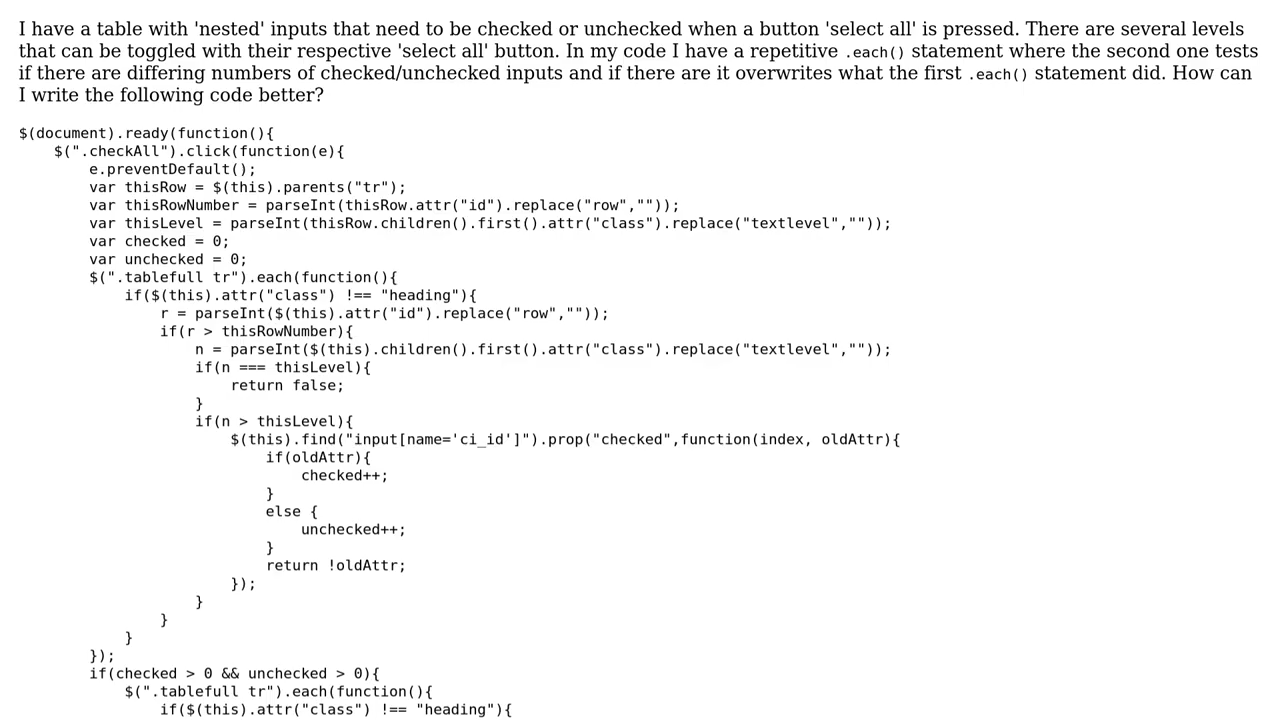 I have a table with 'nested' inputs that need to be checked or unchecked when a button 'select all' is pressed. There are several levels
that can be toggled with their respective 'select all' button. In my code I have a repetitive .each() statement where the second one tests
if there are differing numbers of checked/unchecked inputs and if there are it overwrites what the first .each() statement did. How can
I write the following code better?
$(document).ready(function(){
    $(".checkAll").click(function(e){
        e.preventDefault();
        var thisRow = $(this).parents("tr");
        var thisRowNumber = parseInt(thisRow.attr("id").replace("row",""));
        var thisLevel = parseInt(thisRow.children().first().attr("class").replace("textlevel",""));
        var checked = 0;
        var unchecked = 0;
        $(".tablefull tr").each(function(){
            if($(this).attr("class") !== "heading"){
                r = parseInt($(this).attr("id").replace("row",""));
                if(r > thisRowNumber){
                    n = parseInt($(this).children().first().attr("class").replace("textlevel",""));
                    if(n === thisLevel){
                        return false;
                    }
                    if(n > thisLevel){
                        $(this).find("input[name='ci_id']").prop("checked",function(index, oldAttr){
                            if(oldAttr){
                                checked++;
                            }
                            else {
                                unchecked++;
                            }
                            return !oldAttr;
                        });
                    }
                }
            }
        });
        if(checked > 0 && unchecked > 0){
            $(".tablefull tr").each(function(){
                if($(this).attr("class") !== "heading"){